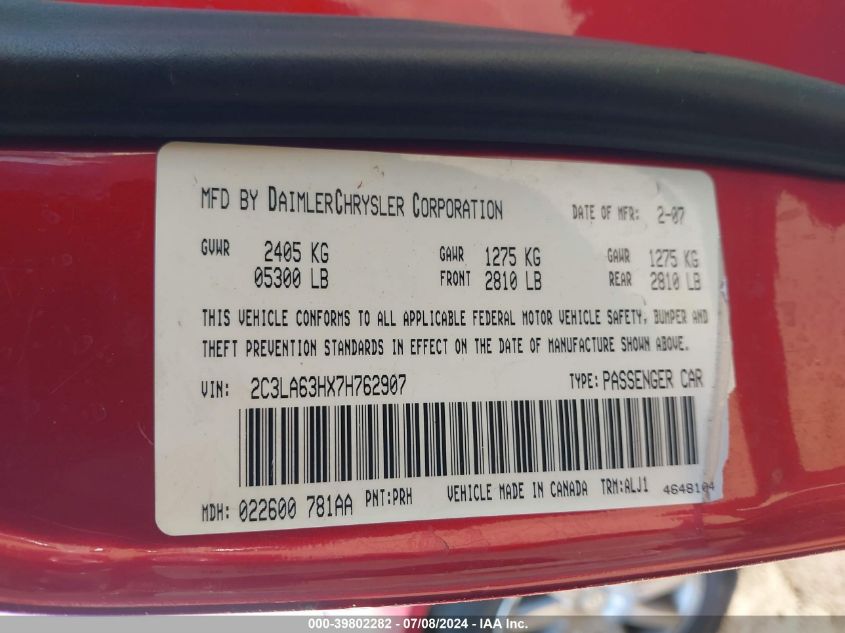 MFD BY DAIMLERCHRYSLER CORPORATION DATE OF MFR: 2-07
GVWR 2405 KG GAWR 1275 KG GAWR 1275 KG
05300 LB FRONT 2810 LB REAR 2810 LB
THIS VEHICLE CONFORMS TO ALL APPLICABLE FEDERAL MOTOR VEHICLE SAFETY, BUMPER AND
THEFT PREVENTION STANDARDS IN EFFECT ON THE DATE OF MANUFACTURE SHOWN ABOVE.
VIN: 2C3LA63HX7H762907 TYPE: PASSENGER CAR
MDH: 022600 781AA PNT: PRH VEHICLE MADE IN CANADA TRM: ALJ1 4648104
000-39802282 - 07/08/2024 - IAA Inc.